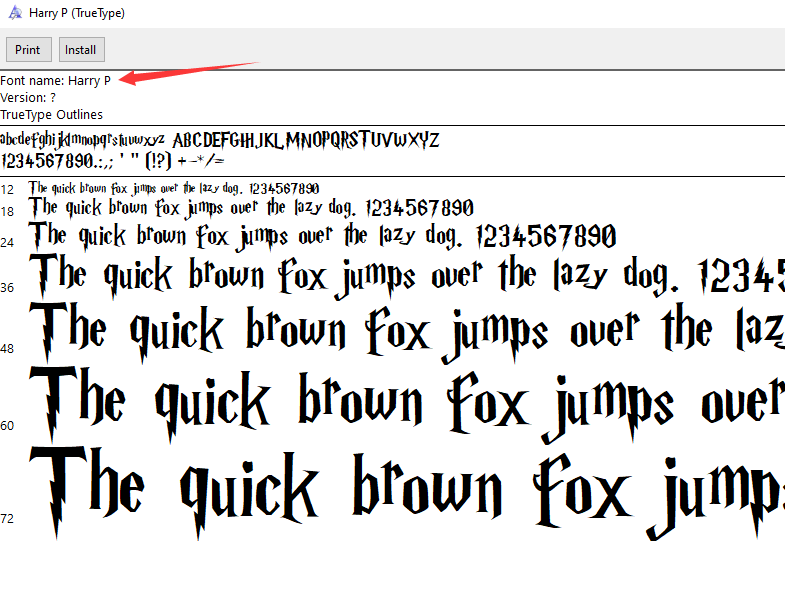 Harry P (TrueType)
Print Install
Font name: Harry P
Version: ?
TrueType Outlines
abcdefghijklmnopqrstuvwxyz ABCDEFGHIJKLMNOPQRSTUVWXYZ
1234567890.:,; ' " (!?) +-*/=
12 The quick brown fox jumps over the lazy dog. 1234567890
18 The quick brown fox jumps over the lazy dog. 1234567890
24 The quick brown fox jumps over the lazy dog. 1234567890
36 The quick brown fox jumps over the lazy dog. 12345
48 The quick brown fox jumps over the laz
60 The quick brown fox jumps over
72 The quick brown fox jump